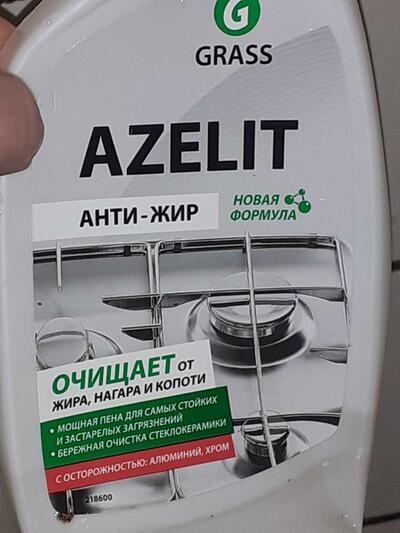 G
GRASS
AZELIT
АНТИ-ЖИР
НОВАЯ
ФОРМУЛА
ОЧИЩАЕТ ОТ
ЖИРА, НАГАРА И КОПОТИ
• МОЩНАЯ ПЕНА ДЛЯ САМЫХ СТОЙКИХ
И ЗАСТАРЕЛЫХ ЗАГРЯЗНЕНИЙ
• БЕРЕЖНАЯ ОЧИСТКА СТЕКЛОКЕРАМИКИ
С ОСТОРОЖНОСТЬЮ: АЛЮМИНИЙ, ХРОМ
218600